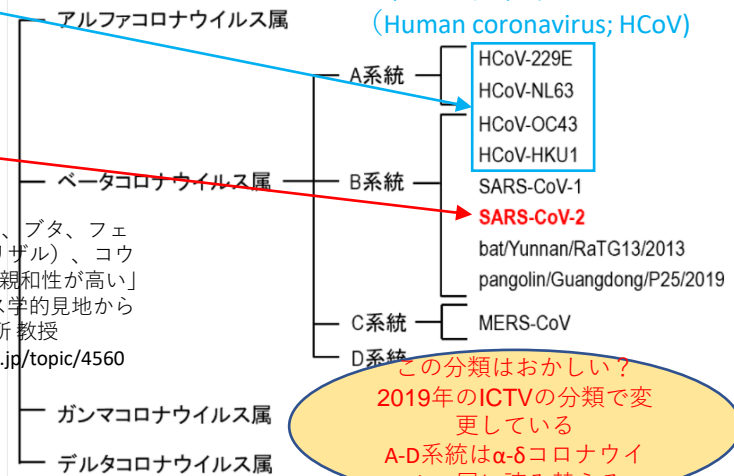 アルファコロナウイルス属
（Human coronavirus; HCoV)
HCoV-229E
A系統
HCoV-NL63
HCoV-OC43
HCoV-HKU1
ベータコロナウイルス属
B系統
SARS-CoV-1
SARS-CoV-2
bat/Yunnan/RaTG13/2013
pangolin/Guangdong/P25/2019
、ブタ、フェ
リザル）、コウ
親和性が高い」
ス学的見地から
所 教授
.jp/topic/4560
C系統
MERS-CoV
D系統
この分類はおかしい？
2019年のICTVの分類で変
更している
A-D系統はα-δコロナウイ
ガンマコロナウイルス属
デルタコロナウイルス属